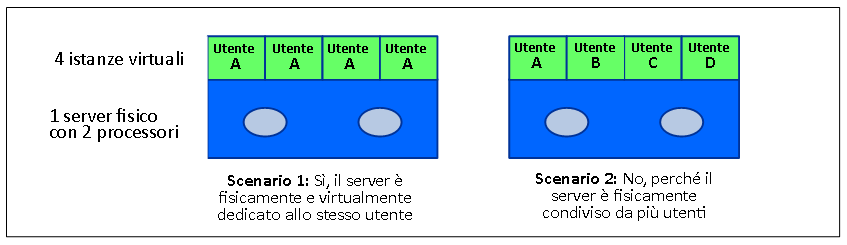 4 istanze virtuali
Utente Utente Utente Utente
A A A A
Utente Utente Utente Utente
A B C D
1 server fisico
con 2 processori
Scenario 1: Sì, il server è
fisicamente e virtualmente
dedicato allo stesso utente
Scenario 2: No, perché il
server è fisicamente
condiviso da più utenti